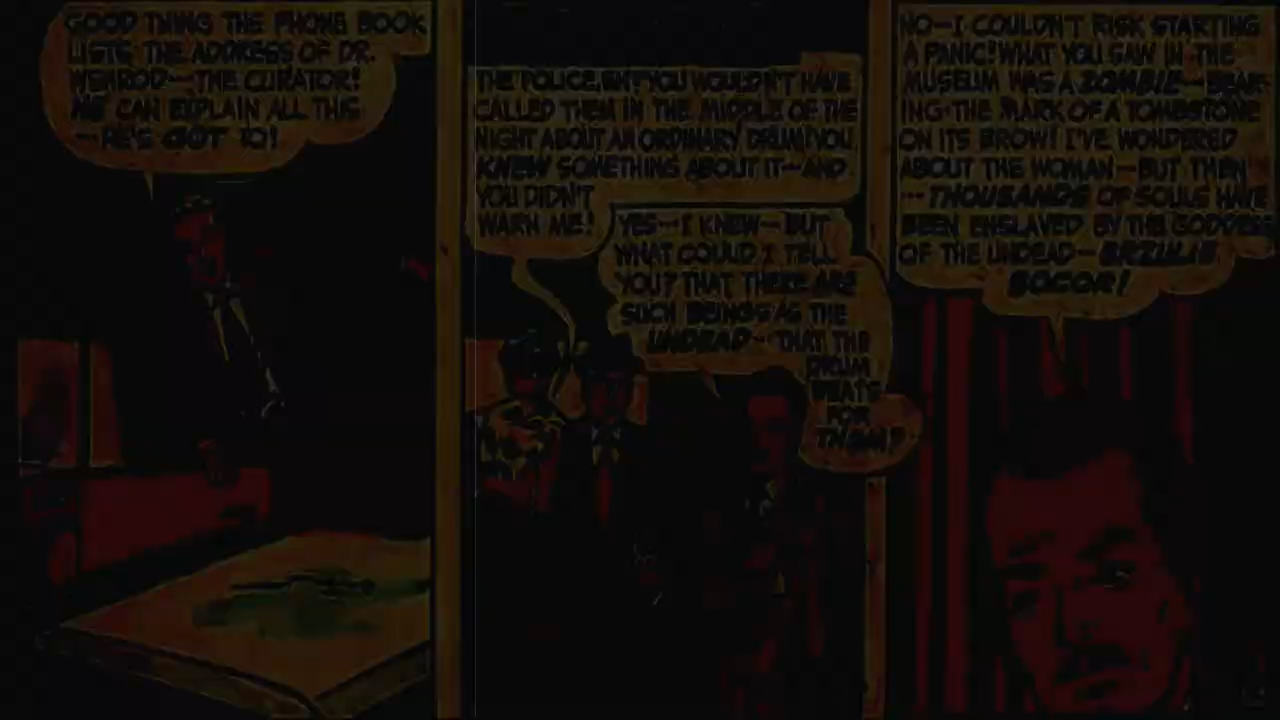 GOOD THING THE PHONE BOOK
LISTS THE ADDRESS OF DR.
WEHROD--THE CURATOR!
HE CAN EXPLAIN ALL THIS
--HE'S GOT TO!
THE POLICE, EH? YOU WOULDN'T HAVE
CALLED THEM IN THE MIDDLE OF THE
NIGHT ABOUT AN ORDINARY DRUM! YOU
KNEW SOMETHING ABOUT IT--AND
YOU DIDN'T
WARN ME!
YES--I KNEW--BUT
WHAT COULD I TELL
YOU? THAT THERE ARE
SUCH BEINGS AS THE
UNDEAD--THAT THE
DRUM
BEATS
FOR
THEM?
NO--I COULDN'T RISK STARTING
A PANIC! WHAT YOU SAW IN THE
MUSEUM WAS A ZOMBIE--BEAR-
ING THE MARK OF A TOMBSTONE
ON ITS BROW! I'VE WONDERED
ABOUT THE WOMAN--BUT THEN
--THOUSANDS OF SOULS HAVE
BEEN ENSLAVED BY THE GODDESS
OF THE UNDEAD--
BOCOR!